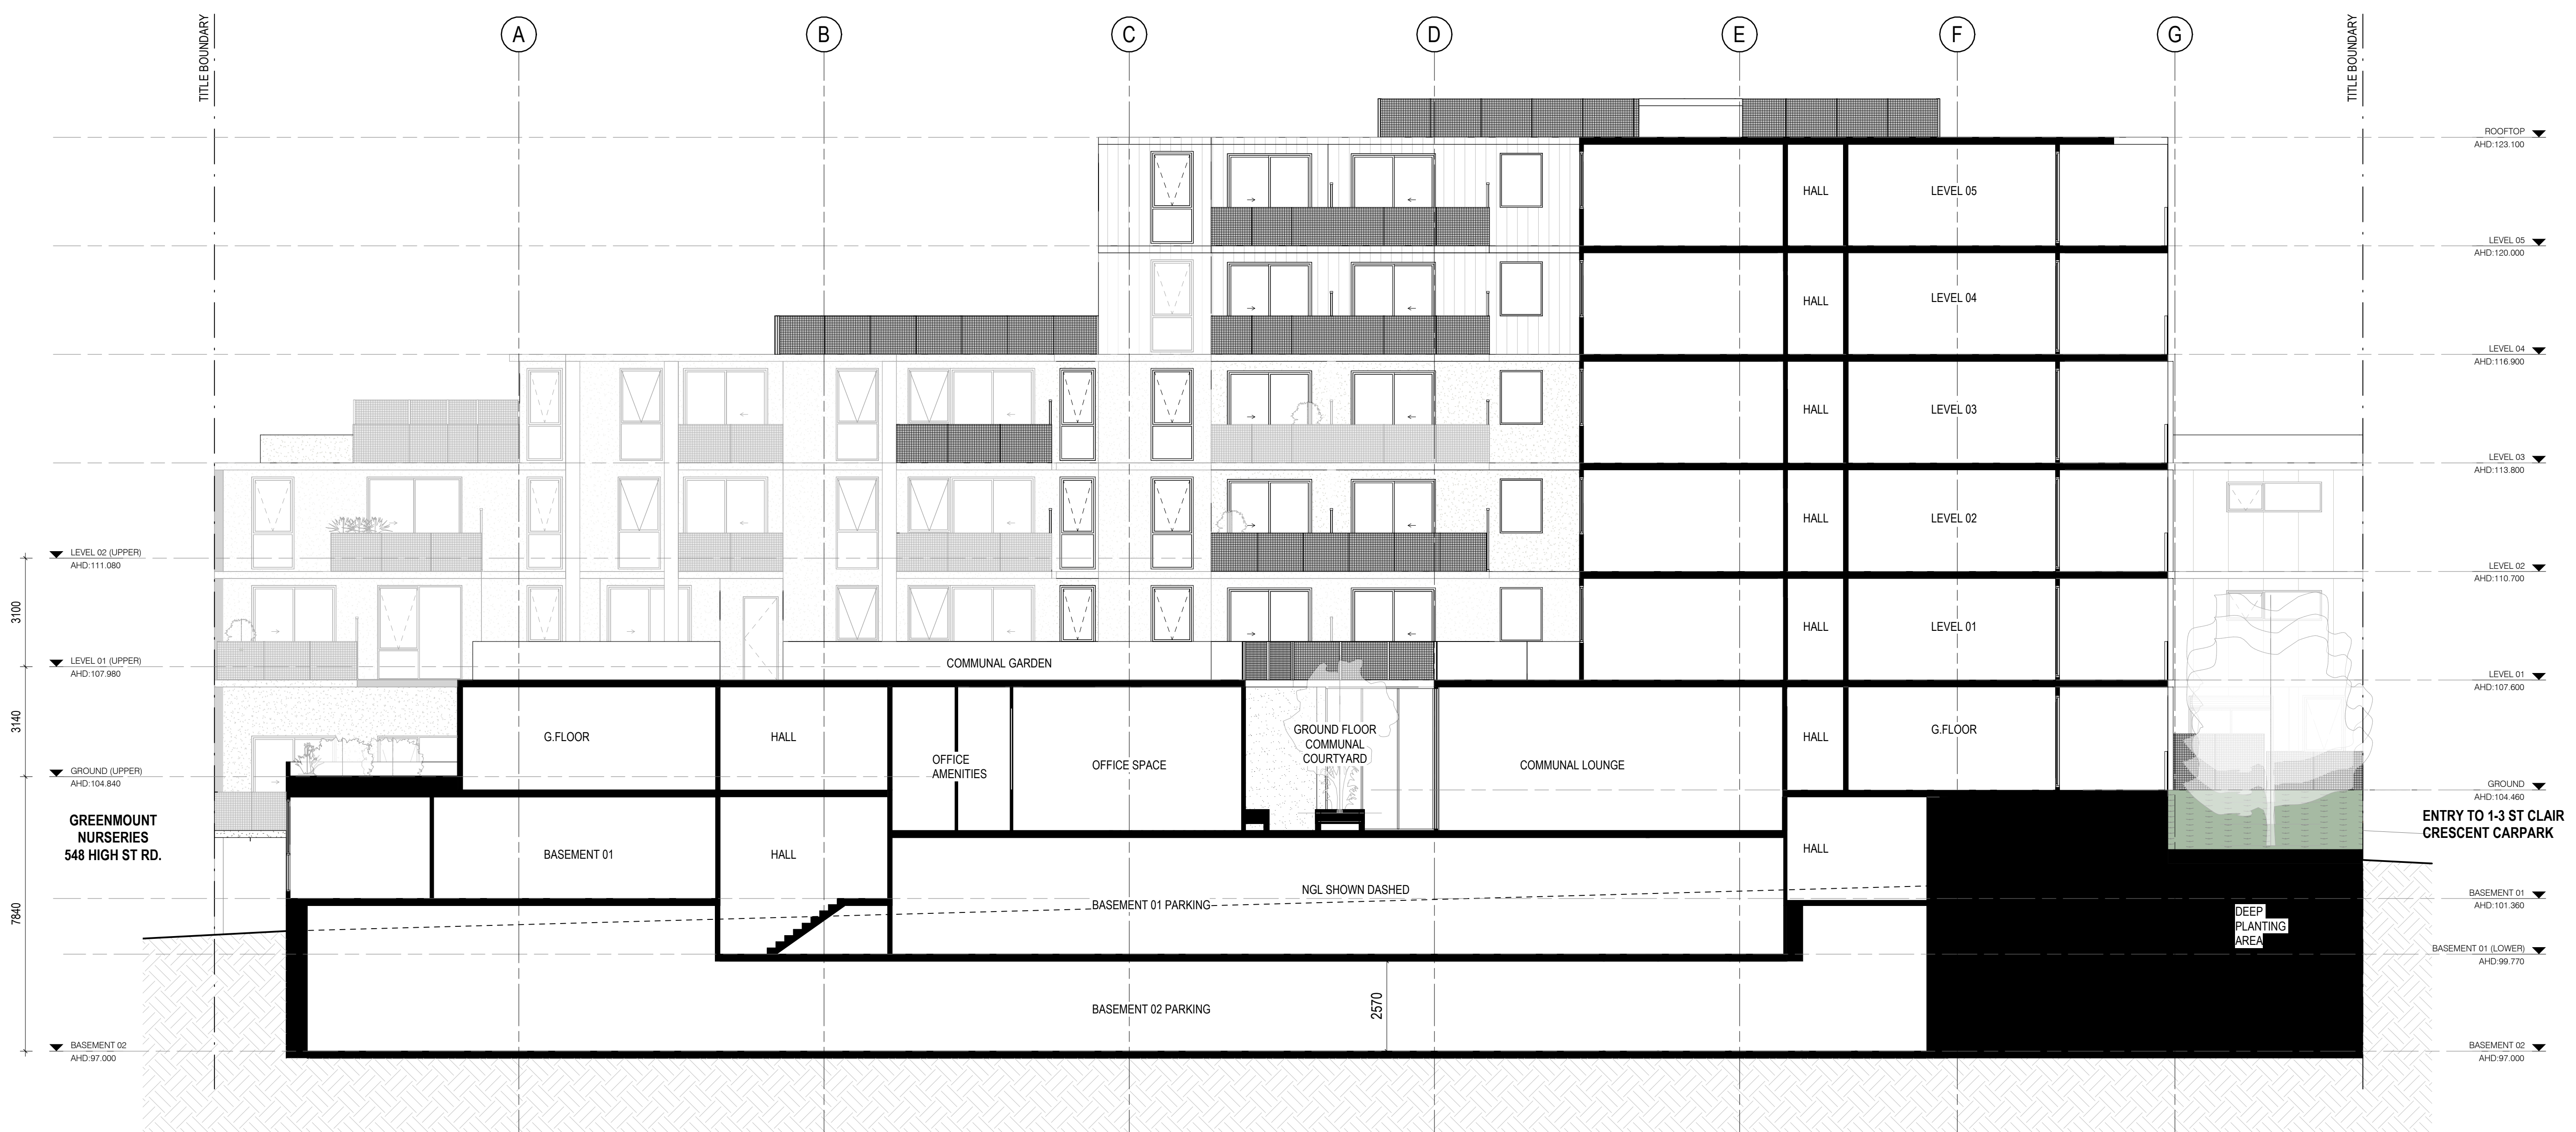 TITLE BOUNDARY
A
B
C
D
E
F
G
TITLE BOUNDARY
ROOFTOP
AHD:123.100
HALL
LEVEL 05
LEVEL 05
AHD:120.000
HALL
LEVEL 04
LEVEL 04
AHD:116.900
HALL
LEVEL 03
LEVEL 03
AHD:113.800
HALL
LEVEL 02
LEVEL 02 (UPPER)
AHD:111.080
LEVEL 02
AHD:110.700
3100
HALL
LEVEL 01
LEVEL 01 (UPPER)
AHD:107.980
COMMUNAL GARDEN
LEVEL 01
AHD:107.600
3140
G.FLOOR
HALL
OFFICE
AMENITIES
OFFICE SPACE
GROUND FLOOR
COMMUNAL
COURTYARD
COMMUNAL LOUNGE
HALL
G.FLOOR
GROUND (UPPER)
AHD:104.840
GROUND
AHD:104.460
GREENMOUNT
NURSERIES
548 HIGH ST RD.
ENTRY TO 1-3 ST CLAIR
CRESCENT CARPARK
BASEMENT 01
HALL
HALL
NGL SHOWN DASHED
BASEMENT 01 PARKING
BASEMENT 01
AHD:101.360
7840
DEEP
PLANTING
AREA
BASEMENT 01 (LOWER)
AHD:99.770
BASEMENT 02 PARKING
2570
BASEMENT 02
AHD:97.000
BASEMENT 02
AHD:97.000